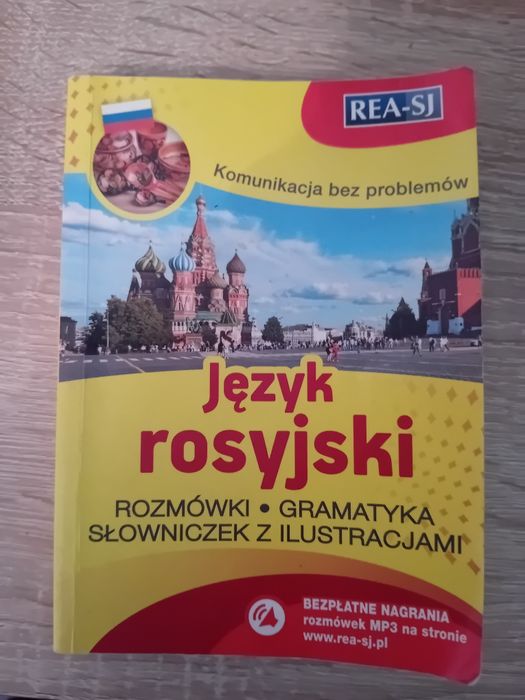 REA-SJ
Komunikacja bez problemów
Język
rosyjski
ROZMÓWKI • GRAMATYKA
SŁOWNICZEK Z ILUSTRACJAMI
BEZPŁATNE NAGRANIA
rozmówek MP3 na stronie
www.rea-sj.pl